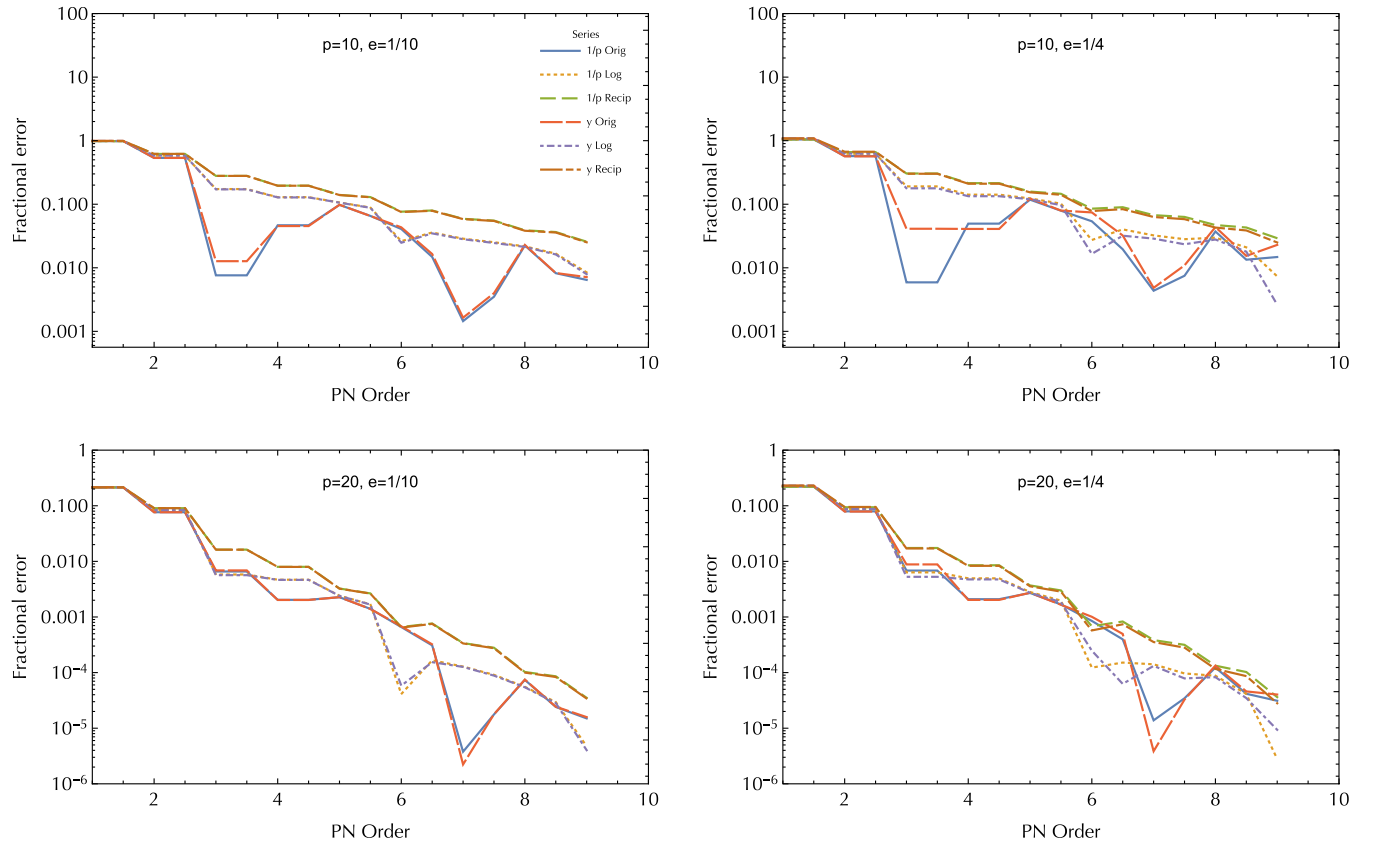 p=10, e=1/10
Series
1/p Orig
1/p Log
1/p Recip
y Orig
y Log
y Recip
100
10
1
0.100
0.010
0.001
Fractional error
2 4 6 8 10
PN Order
p=10, e=1/4
100
10
1
0.100
0.010
0.001
Fractional error
2 4 6 8 10
PN Order
p=20, e=1/10
1
0.100
0.010
0.001
10⁻⁴
10⁻⁵
10⁻⁶
Fractional error
2 4 6 8 10
PN Order
p=20, e=1/4
1
0.100
0.010
0.001
10⁻⁴
10⁻⁵
10⁻⁶
Fractional error
2 4 6 8 10
PN Order